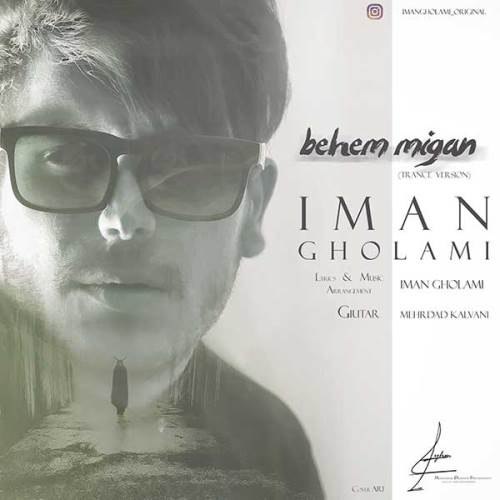 IMANGHOLAMI_ORIGINAL
behem migan
(TRANCE VERSION)
IMAN
GHOLAMI
LYRICS & MUSIC
ARRANGEMENT
IMAN GHOLAMI
GIUTAR
MEHRDAD KALVANI
COVER ART